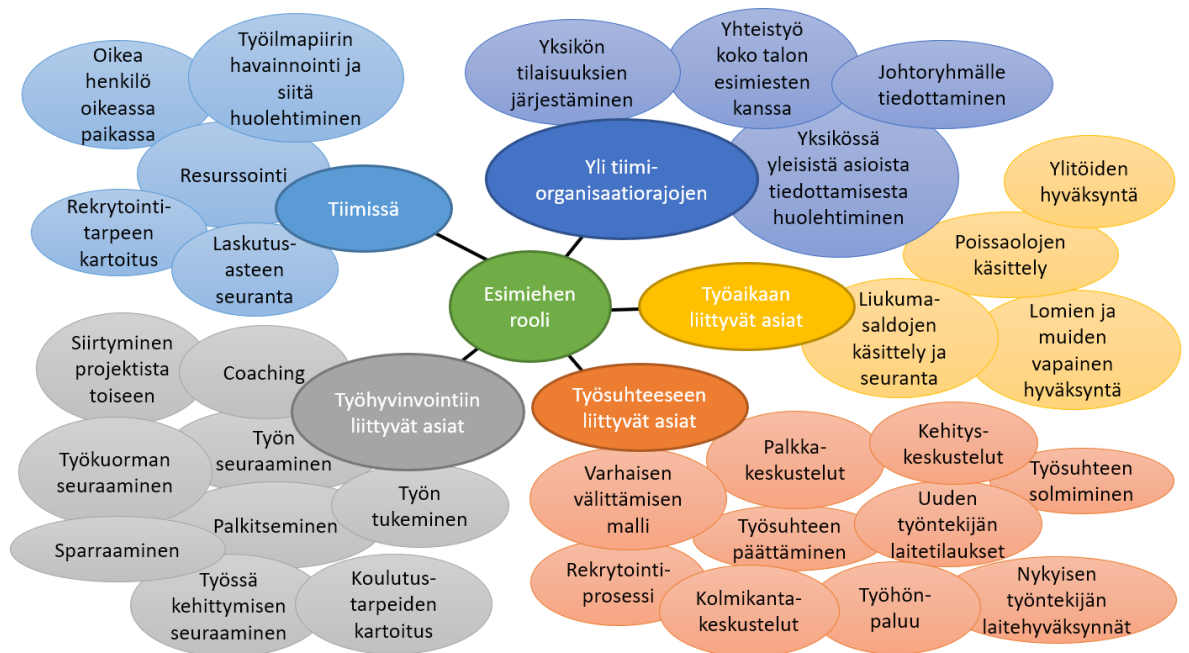 Oikea
henkilö
oikeassa
paikassa
Työilmapiirin
havainnointi ja
siitä
huolehtiminen
Resurssointi
Rekrytointi-
tarpeen
kartoitus
Laskutus-
asteen
seuranta
Tiimissä
Yksikön
tilaisuuksien
järjestäminen
Yhteistyö
koko talon
esimiesten
kanssa
Johtoryhmälle
tiedottaminen
Yksikössä
yleisistä asioista
tiedottamisesta
huolehtiminen
Yli tiimi-
organisaatiorajojen
Esimiehen
rooli
Työaikaan
liittyvät asiat
Ylitöiden
hyväksyntä
Poissaolojen
käsittely
Liukuma-
saldojen
käsittely ja
seuranta
Lomien ja
muiden
vapainen
hyväksyntä
Siirtyminen
projektista
toiseen
Coaching
Työhyvinvointiin
liittyvät asiat
Työkuorman
seuraaminen
Työn
seuraaminen
Palkitseminen
Työn
tukeminen
Sparraaminen
Työssä
kehittymisen
seuraaminen
Koulutus-
tarpeiden
kartoitus
Työsuhteeseen
liittyvät asiat
Varhaisen
välittämisen
malli
Palkka-
keskustelut
Kehitys-
keskustelut
Työsuhteen
solmiminen
Työsuhteen
päättäminen
Uuden
työntekijän
laitetilaukset
Rekrytointi-
prosessi
Kolmikanta-
keskustelut
Työhön-
paluu
Nykyisen
työntekijän
laitehyväksynnät